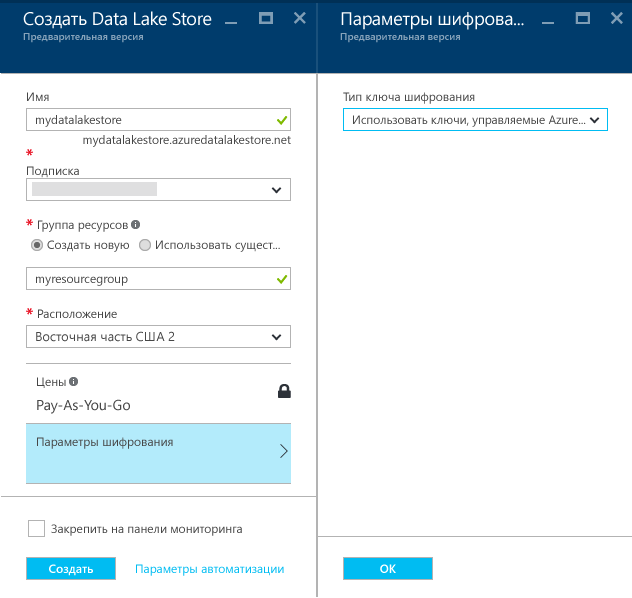 Создать Data Lake Store
Предварительная версия
Имя
mydatalakestore
mydatalakestore.azuredatalakestore.net
*
Подписка
* Группа ресурсов
Создать новую
Использовать сущест...
myresourcegroup
* Расположение
Восточная часть США 2
Цены
Pay-As-You-Go
Параметры шифрования
Закрепить на панели мониторинга
Создать
Параметры автоматизации
Параметры шифрова...
Предварительная версия
Тип ключа шифрования
Использовать ключи, управляемые Azure...
ОК